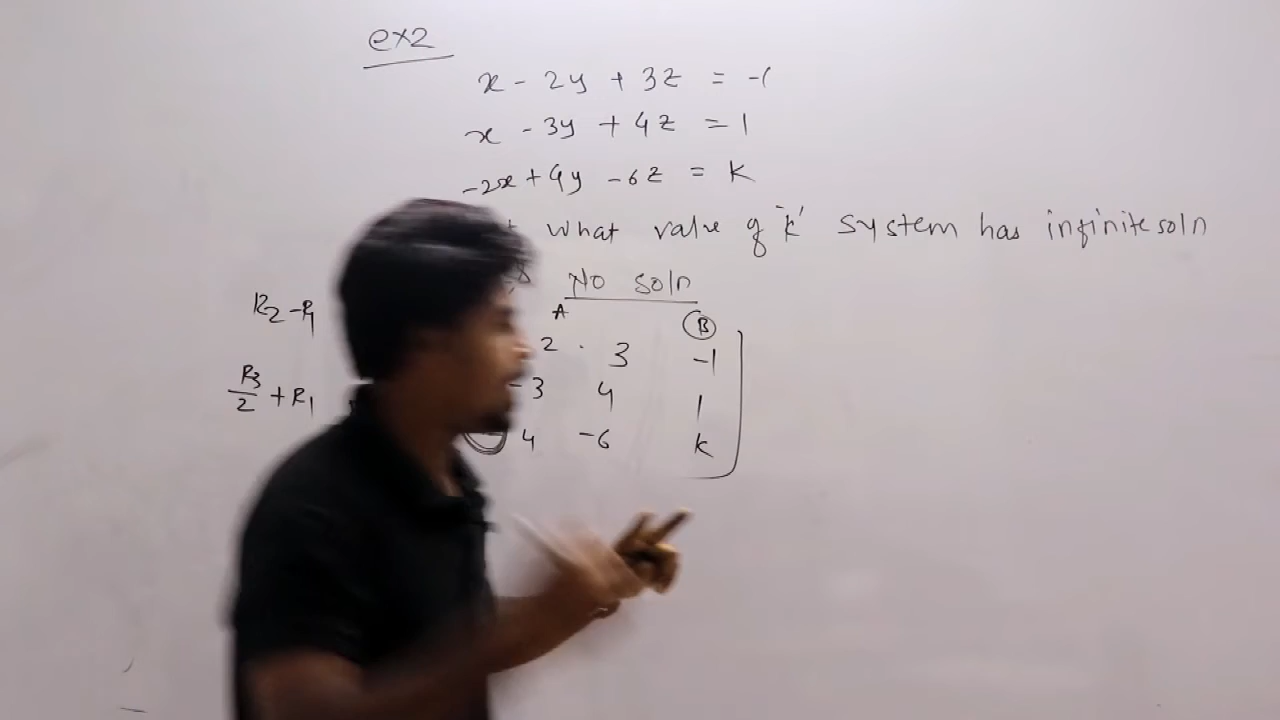 ex2
x - 2y + 3z = -1
x - 3y + 4z = 1
-2x + 4y - 6z = k
what value of 'k' system has infinite soln
No soln
A B
R2 - R1
2 3 -1
R3/2 + R1
-3 4 1
4 -6 k